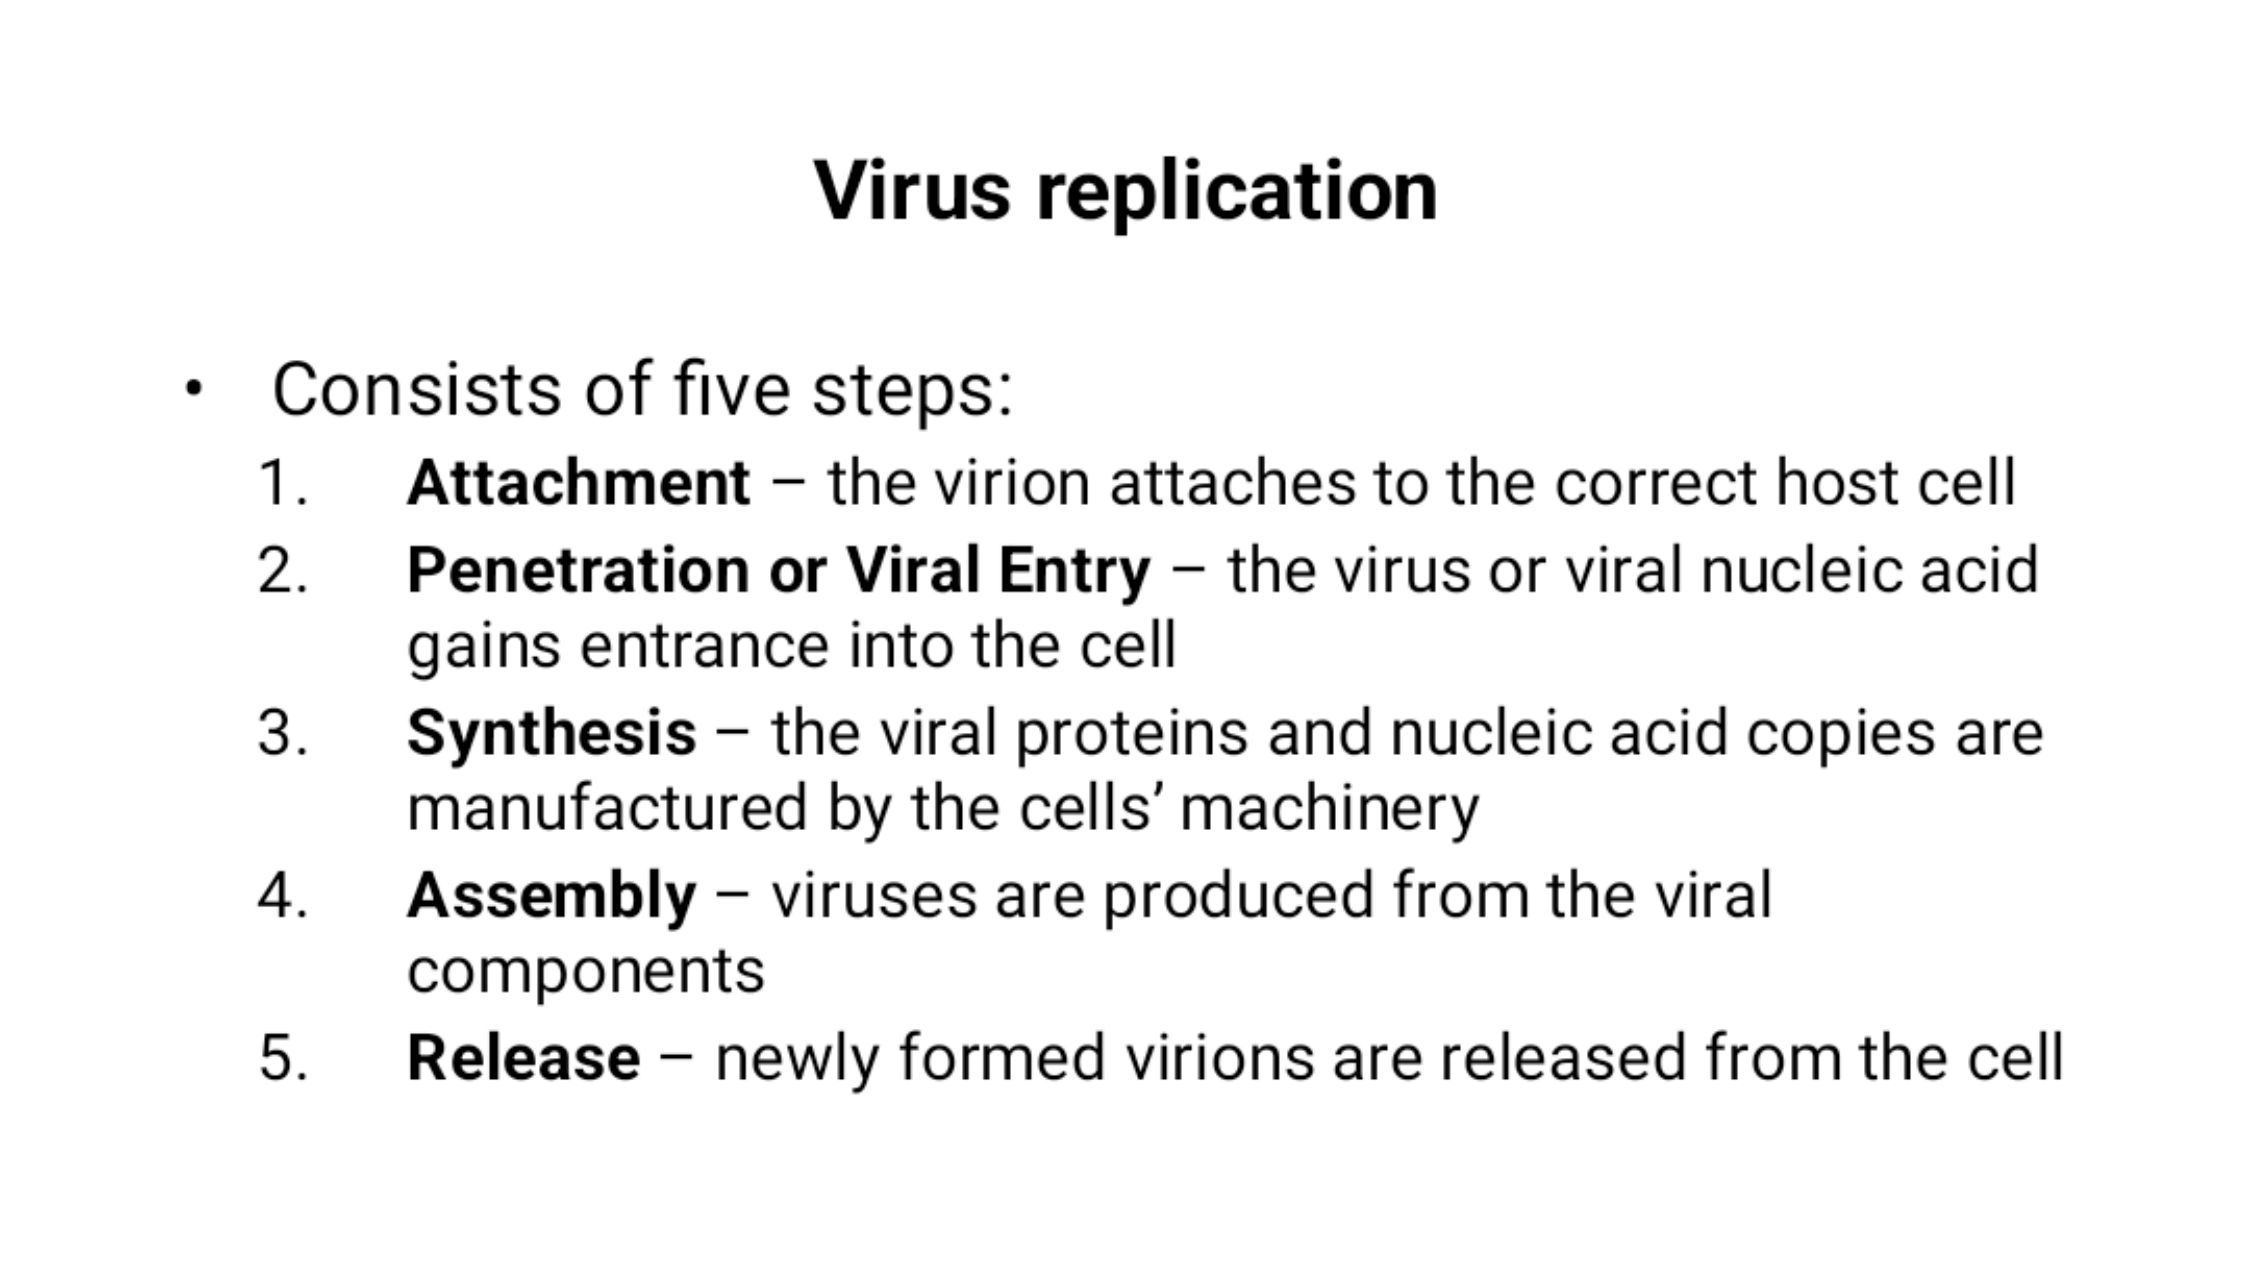 Virus replication
• Consists of five steps:
1. Attachment – the virion attaches to the correct host cell
2. Penetration or Viral Entry – the virus or viral nucleic acid
gains entrance into the cell
3. Synthesis – the viral proteins and nucleic acid copies are
manufactured by the cells’ machinery
4. Assembly – viruses are produced from the viral
components
5. Release – newly formed virions are released from the cell